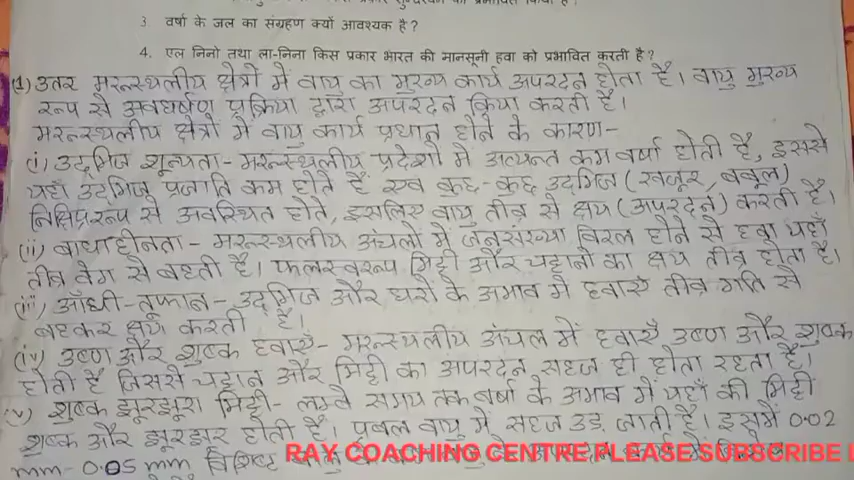 3. वर्षा के जल का संग्रहण क्यों आवश्यक है?
4. एल निनो तथा ला-निना किस प्रकार भारत की मानसूनी हवा को प्रभावित करती है?
(1) उत्तर मरूस्थलीय क्षेत्रों में वायु का मुख्य कार्य अपरदन होता है। वायु मुख्य
रूप से अवघर्षण प्रक्रिया द्वारा अपरदन क्रिया करती है।
मरूस्थलीय क्षेत्रों में वायु कार्य प्रधान होने के कारण-
(i) उद्भिज शून्यता - मरूस्थलीय प्रदेशो में अत्यन्त कम वर्षा होती है, इससे
यहाँ उद्भिज प्रजाति कम होते हैं एवं कुछ-कुछ उद्भिज (खजूर, बबूल)
रूप से अवस्थित होते, इसलिए वायु तीव्र से क्षय (अपरदन) करती है।
(ii) बाधाहीनता - मरूस्थलीय अंचलों में जनसंख्या विरल होने से हवा यहाँ
तीव्र वेग से बहती है। फलस्वरूप मिट्टी और चट्टानों का क्षय तीव्र होता है।
(iii) आँधी-तूफान - उद्भिज और घरों के अभाव में हवाएँ तीव्र गति से
बहकर क्षय करती है।
(iv) उष्ण और शुष्क हवाएँ - मरूस्थलीय अंचल में हवाएँ उष्ण और शुष्क
होती है जिससे चट्टान और मिट्टी का अपरदन सहज ही होता रहता है।
(v) शुष्क झूरझूरा मिट्टी - लम्बे समय तक वर्षा के अभाव में यहाँ की मिट्टी
शुष्क और झूरझूर होती है। प्रबल वायु में सहज उड़ जाती है। इसमें 0.02
mm- 0.05 mm विशिष्ट
RAY COACHING CENTRE PLEASE SUBSCRIBE